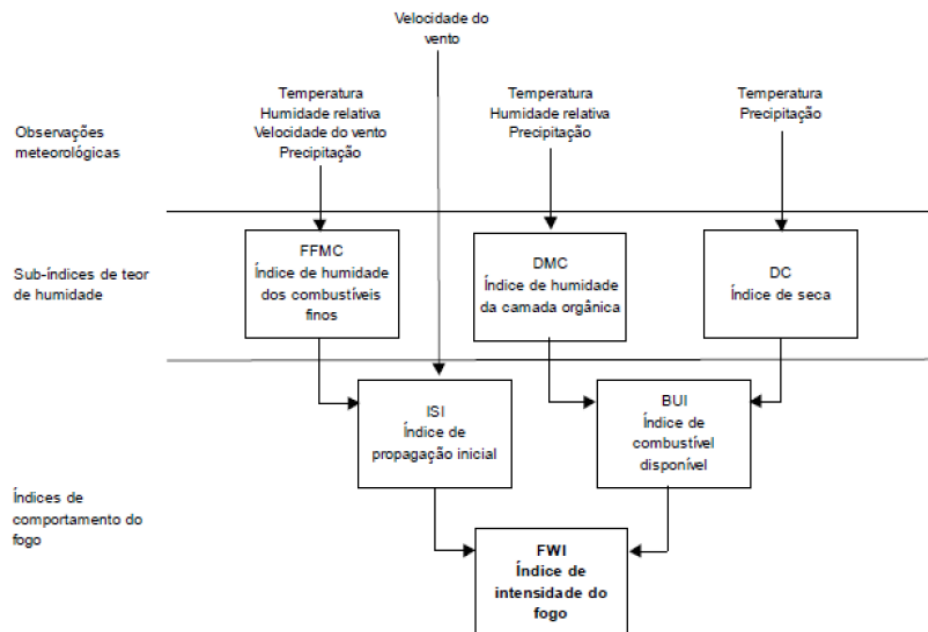 Velocidade do
vento
Observações
meteorológicas
Temperatura
Humidade relativa
Velocidade do vento
Precipitação
Temperatura
Humidade relativa
Precipitação
Temperatura
Precipitação
Sub-índices de teor
de humidade
FFMC
Índice de humidade
dos combustíveis
finos
DMC
Índice de humidade
da camada orgânica
DC
Índice de seca
Índices de
comportamento do
fogo
ISI
Índice de
propagação inicial
BUI
Índice de
combustível
disponível
FWI
Índice de
intensidade do
fogo